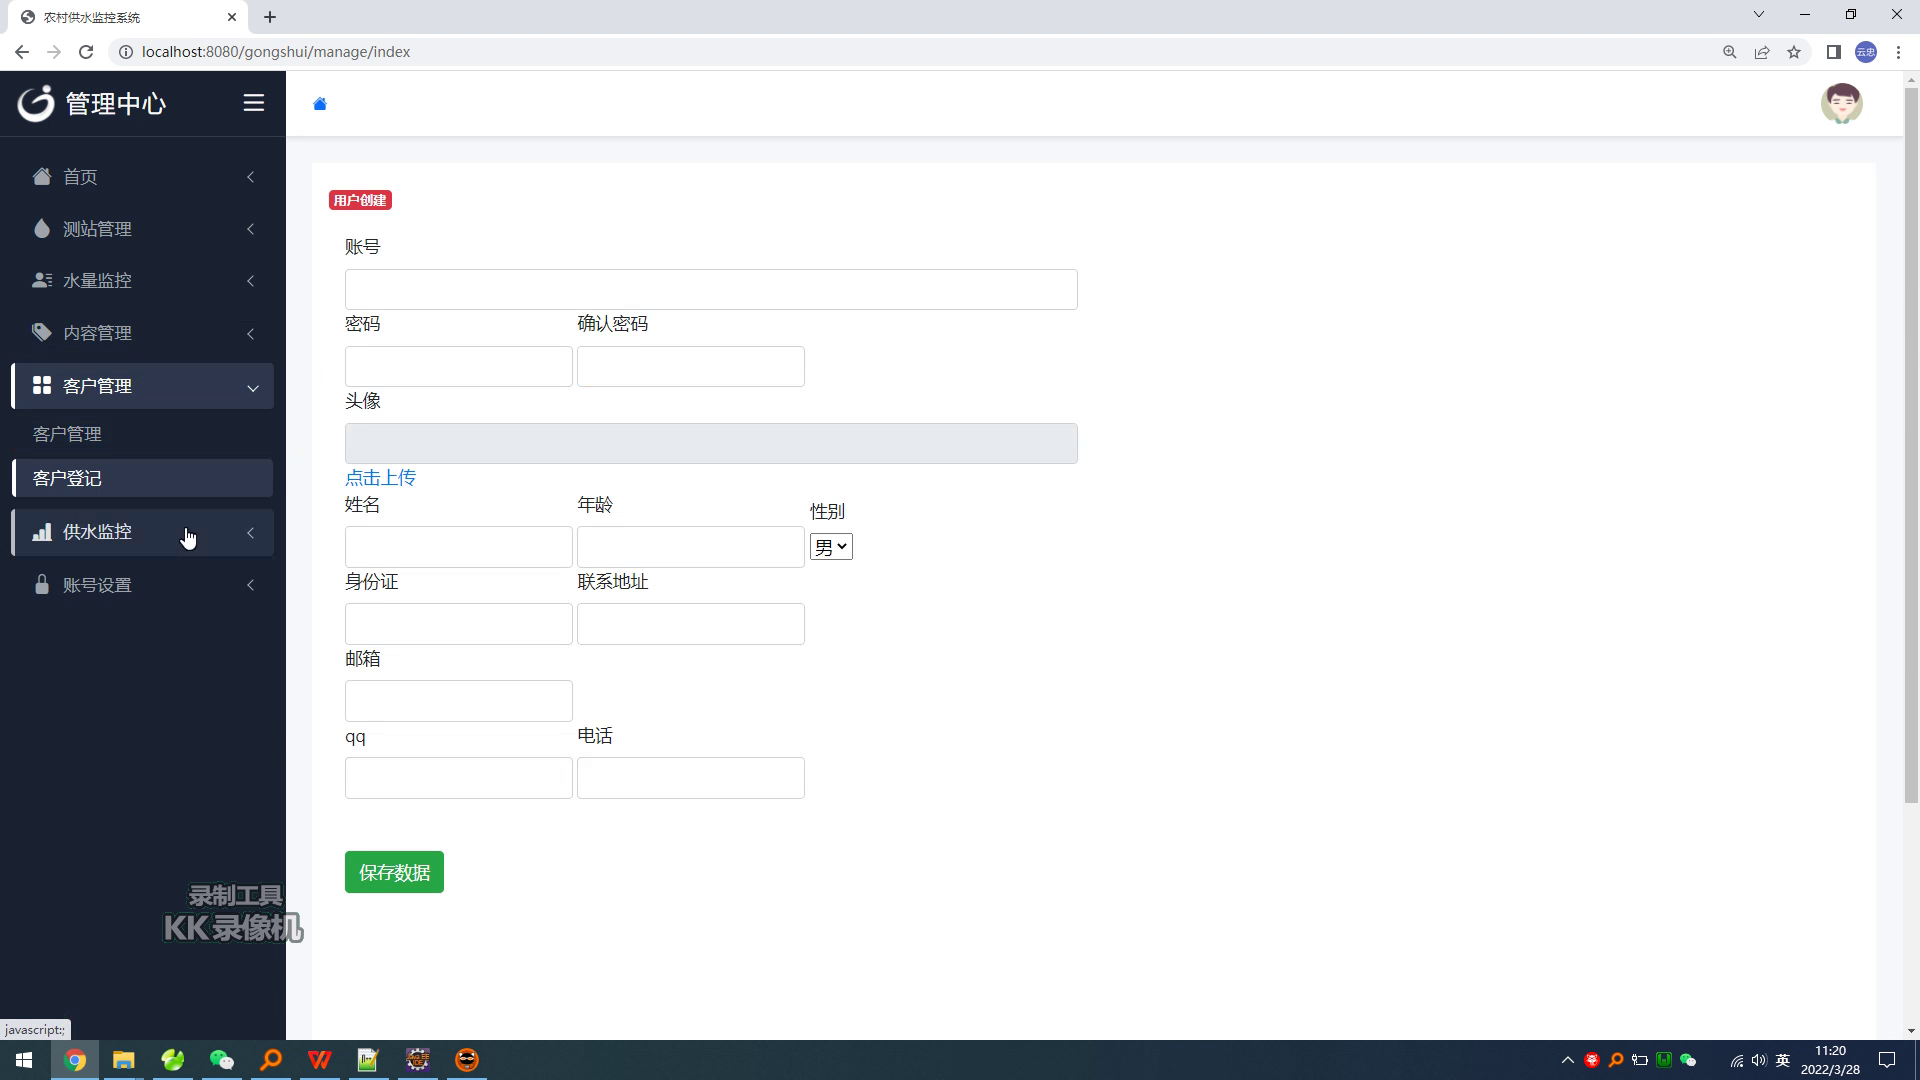 农村供水监控系统
localhost:8080/gongshui/manage/index
云忠
管理中心
首页
测站管理
水量监控
内容管理
客户管理
客户管理
客户登记
供水监控
账号设置
用户创建
账号
密码 确认密码
头像
点击上传
姓名 年龄 性别
男
身份证 联系地址
邮箱
qq 电话
保存数据
录制工具
KK录像机
javascript:;
英
11:20
2022/3/28